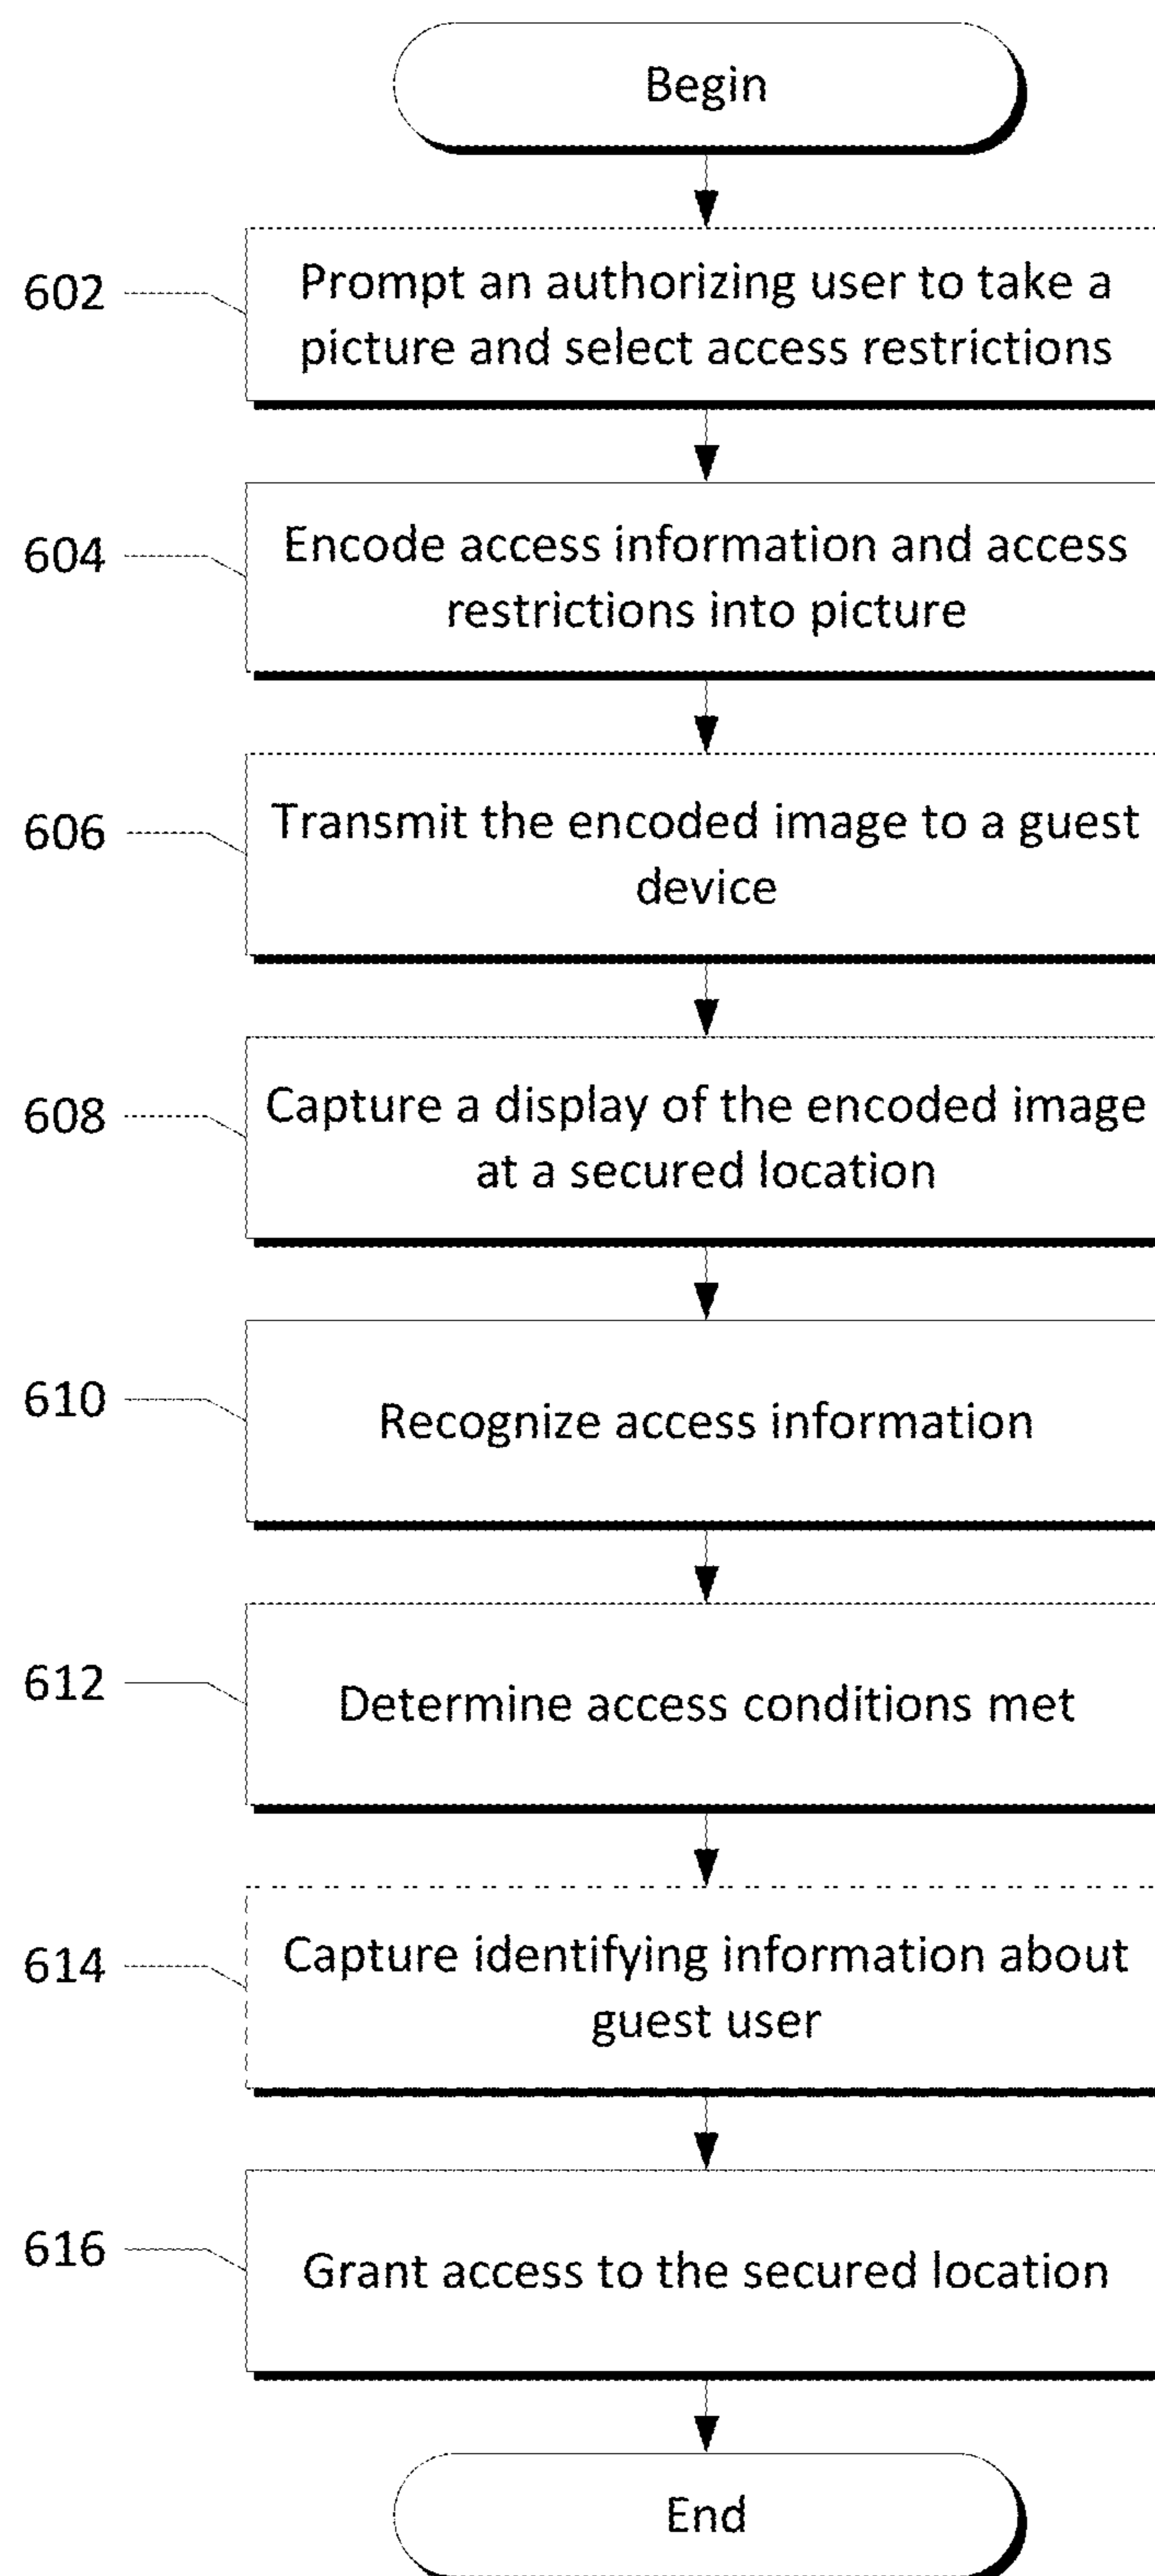 Begin
602
Prompt an authorizing user to take a
picture and select access restrictions
604
Encode access information and access
restrictions into picture
606
Transmit the encoded image to a guest
device
608
Capture a display of the encoded image
at a secured location
610
Recognize access information
612
Determine access conditions met
614
Capture identifying information about
guest user
616
Grant access to the secured location
End